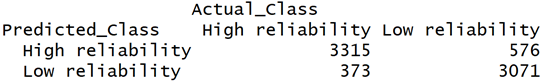 Actual_Class
Predicted_Class High reliability Low reliability
High reliability 3315 576
Low reliability 373 3071